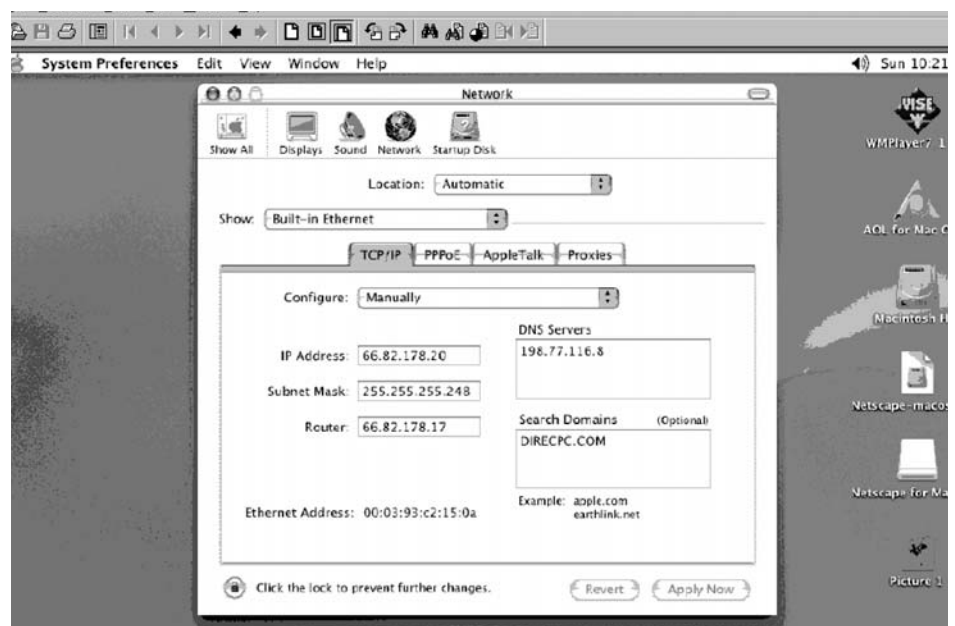 System Preferences Edit View Window Help Sun 10:21
Network
Show All Displays Sound Network Startup Disk
Location: Automatic
Show: Built-in Ethernet
TCP/IP PPPoE AppleTalk Proxies
Configure: Manually
DNS Servers
IP Address: 66.82.178.20 198.77.116.8
Subnet Mask: 255.255.255.248
Search Domains (Optional)
Router: 66.82.178.17
DIRECPC.COM
Example: apple.com
Ethernet Address: 00:03:93:c2:15:0a earthlink.net
Click the lock to prevent further changes. Revert Apply Now
VISE
WMPlayer7 1
AOL for Mac
Macintosh H
Netscape-macos
Netscape for Ma
Picture 1